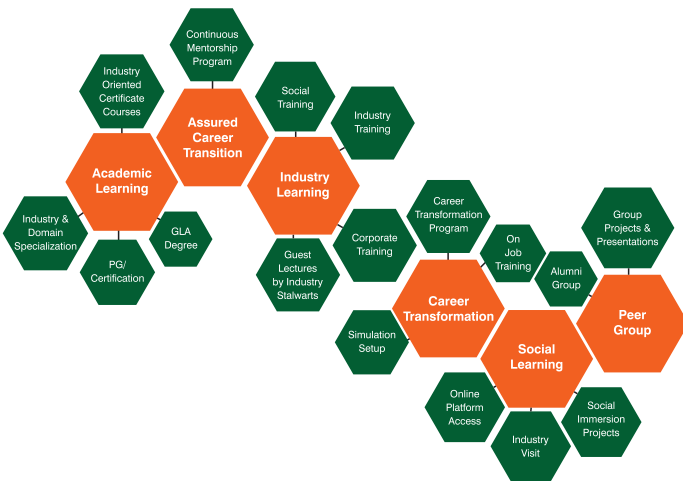 Continuous
Mentorship
Program
Industry
Oriented
Certificate
Courses
Assured
Career
Transition
Social
Training
Industry
Training
Academic
Learning
Industry
Learning
Industry &
Domain
Specialization
GLA
Degree
PG/
Certification
Guest
Lectures
by Industry
Stalwarts
Corporate
Training
Career
Transformation
Program
On
Job
Training
Group
Projects &
Presentations
Alumni
Group
Career
Transformation
Peer
Group
Simulation
Setup
Social
Learning
Online
Platform
Access
Industry
Visit
Social
Immersion
Projects